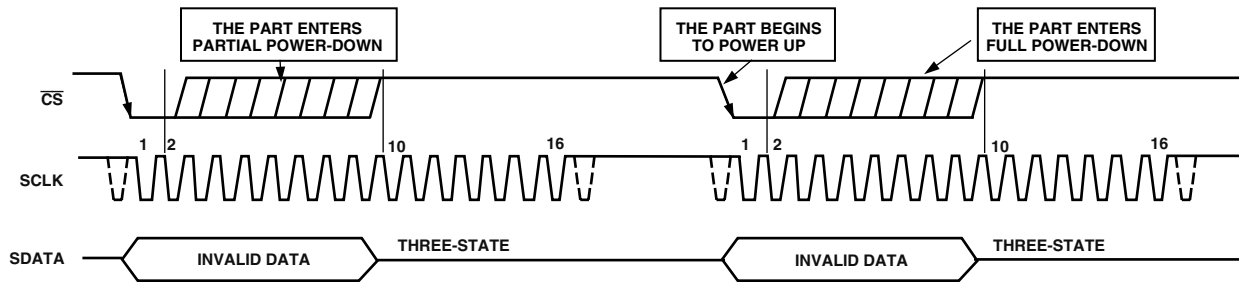 THE PART ENTERS
PARTIAL POWER-DOWN
THE PART BEGINS
TO POWER UP
THE PART ENTERS
FULL POWER-DOWN
CS
1 2 10 16 1 2 10 16
SCLK
SDATA INVALID DATA THREE-STATE INVALID DATA THREE-STATE